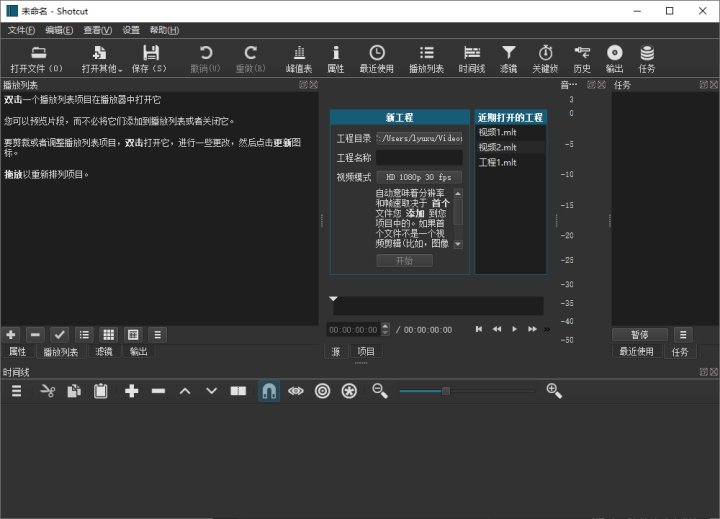 未命名 - Shotcut
文件(F) 编辑(E) 查看(V) 设置 帮助(H)
打开文件 (O) 打开其他 保存 (S) 撤销(U) 重做(R) 峰值表 属性 最近使用 播放列表 时间线 滤镜 关键帧 历史 输出 任务
播放列表
双击一个播放列表项目在播放器中打开它
您可以预览片段，而不必将它们添加到播放列表或者关闭它。
要剪裁或者调整播放列表项目，双击打开它，进行一些更改，然后点击更新图
标。
拖放以重新排列项目。
属性 播放列表 滤镜 输出
新工程
工程目录 :/Users/lyuxu/Videos
工程名称
视频模式 HD 1080p 30 fps
自动意味着分辨率
和帧速取决于 首个
文件您 添加 到您
项目中的。如果首
个文件不是一个视
频剪辑(比如，图像
开始
近期打开的工程
视频1.mlt
视频2.mlt
工程1.mlt
00:00:00:00 / 00:00:00:00
源 项目
音…
3
0
-5
-10
-15
-20
-25
-30
-35
-40
-50
任务
暂停
最近使用 任务
时间线